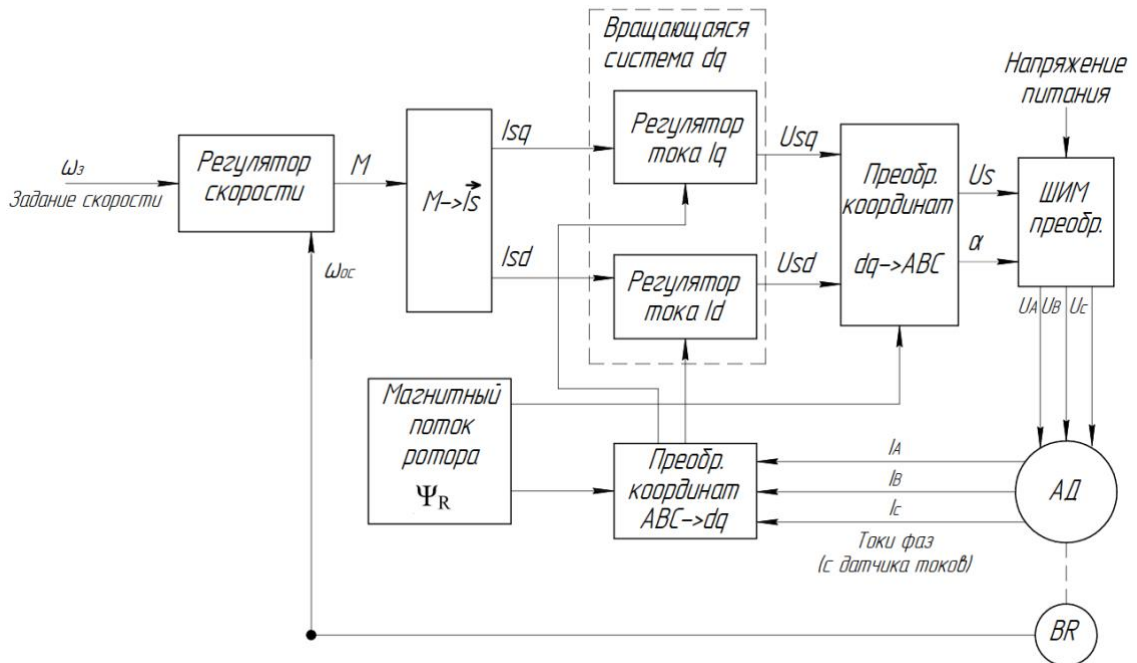 Вращающаяся
система dq
Напряжение
питания
ωз
Задание скорости
Регулятор
скорости
M
M->Is
Isq
Isd
Регулятор
тока Iq
Регулятор
тока Id
Usq
Usd
Преобр.
координат
dq->ABC
Us
α
ШИМ
преобр.
UA UB Uc
ωос
Магнитный
поток
ротора
ΨR
Преобр.
координат
ABC->dq
IA
IB
Ic
Токи фаз
(с датчика токов)
АД
BR